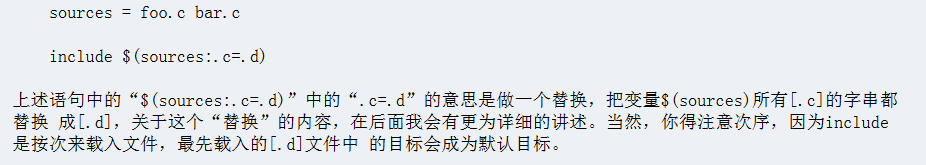 sources = foo.c bar.c
include $(sources:.c=.d)
上述语句中的“$(sources:.c=.d)”中的“.c=.d”的意思是做一个替换，把变量$(sources)所有[.c]的字串都
替换 成[.d]，关于这个“替换”的内容，在后面我会有更为详细的讲述。当然，你得注意次序，因为include
是按次来载入文件，最先载入的[.d]文件中 的目标会成为默认目标。